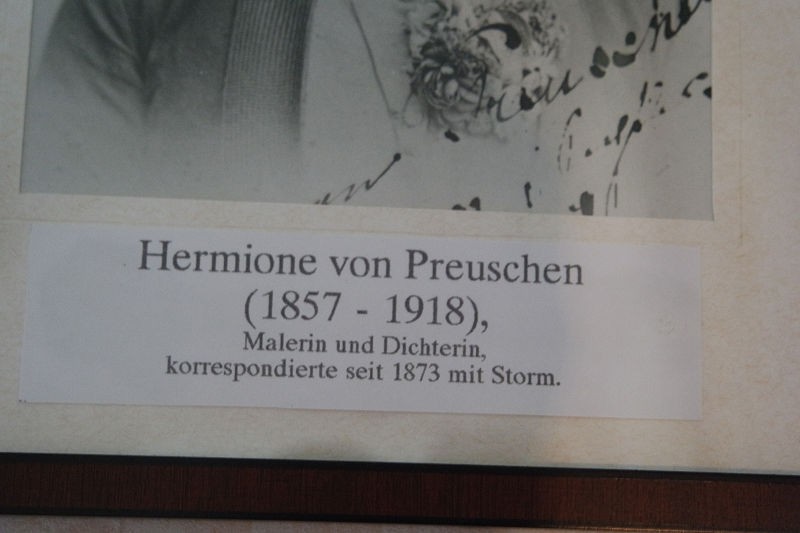 Hermione von Preuschen
(1857 - 1918),
Malerin und Dichterin,
korrespondierte seit 1873 mit Storm.